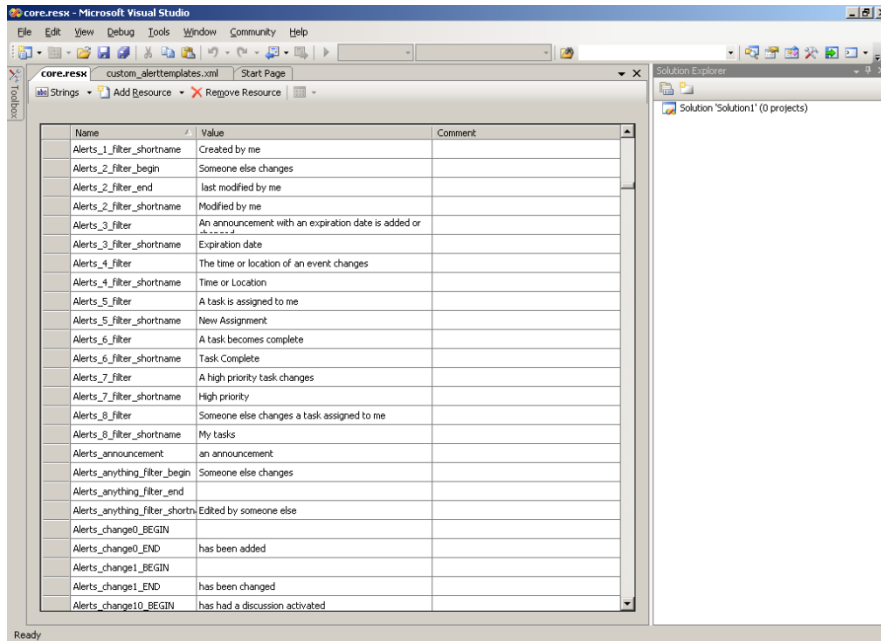 core.resx - Microsoft Visual Studio
File Edit View Debug Tools Window Community Help
core.resx custom_alerttemplates.xml Start Page
Solution Explorer
Toolbox
Strings Add Resource Remove Resource
Solution 'Solution1' (0 projects)
Name Value Comment
Alerts_1_filter_shortname Created by me
Alerts_2_filter_begin Someone else changes
Alerts_2_filter_end last modified by me
Alerts_2_filter_shortname Modified by me
Alerts_3_filter An announcement with an expiration date is added or
Alerts_3_filter_shortname Expiration date
Alerts_4_filter The time or location of an event changes
Alerts_4_filter_shortname Time or Location
Alerts_5_filter A task is assigned to me
Alerts_5_filter_shortname New Assignment
Alerts_6_filter A task becomes complete
Alerts_6_filter_shortname Task Complete
Alerts_7_filter A high priority task changes
Alerts_7_filter_shortname High priority
Alerts_8_filter Someone else changes a task assigned to me
Alerts_8_filter_shortname My tasks
Alerts_announcement an announcement
Alerts_anything_filter_begin Someone else changes
Alerts_anything_filter_end
Alerts_anything_filter_shortn Edited by someone else
Alerts_change0_BEGIN
Alerts_change0_END has been added
Alerts_change1_BEGIN
Alerts_change1_END has been changed
Alerts_change10_BEGIN has had a discussion activated
Ready